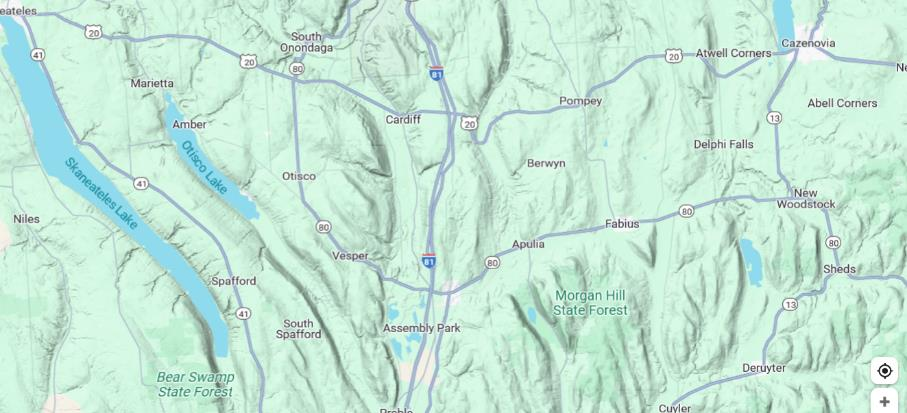 eateles
20
South
Onondaga
Cazenovia
41
20
80
81
20
Atwell Corners
Ne
Marietta
Pompey
Abell Corners
Amber
Cardiff
20
13
Otisco Lake
Berwyn
Delphi Falls
Skaneateles Lake
41
Otisco
New
Woodstock
Niles
80
Fabius
80
Vesper
81
80
Apulia
80
Sheds
Spafford
Morgan Hill
State Forest
13
41
South
Spafford
Assembly Park
Bear Swamp
State Forest
Deruyter
Preble
Cuyler